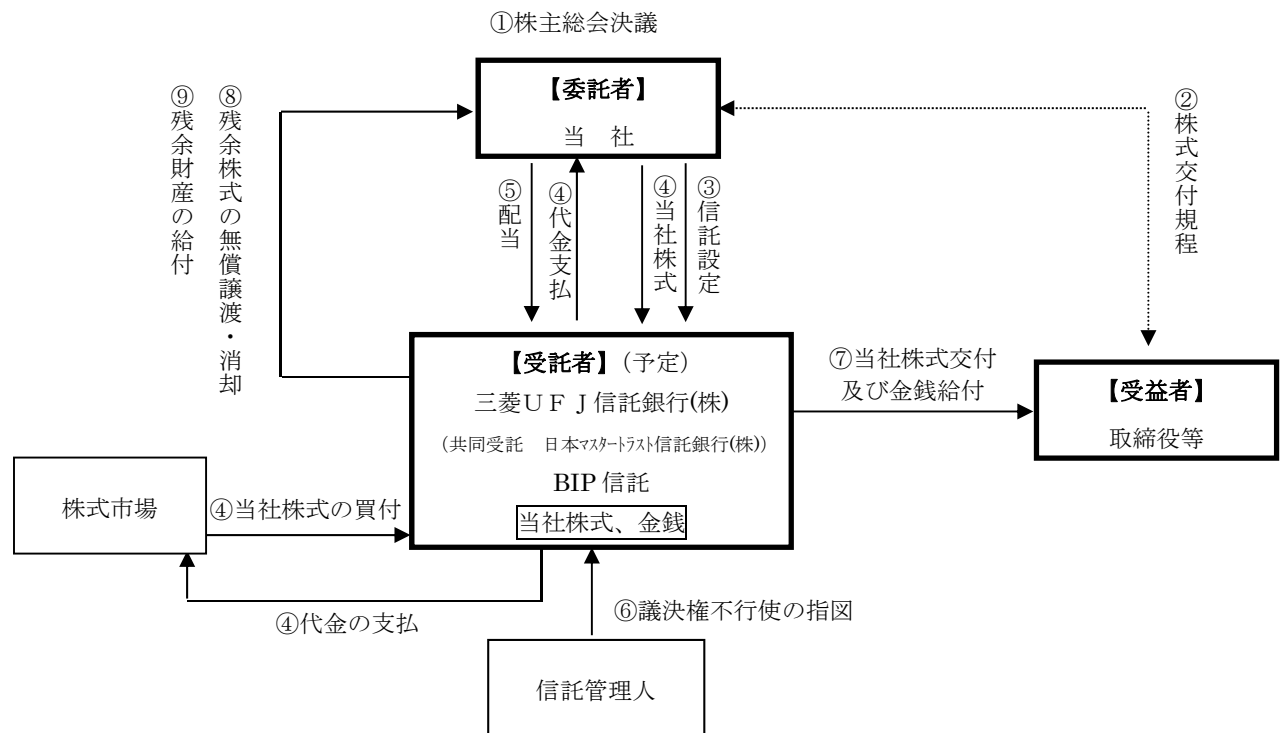 ①株主総会決議
【委託者】
当　社
⑨残余財産の給付
⑧残余株式の無償譲渡・消却
②株式交付規程
⑤配当
④代金支払
④当社株式
③信託設定
【受託者】（予定）
三菱ＵＦＪ信託銀行(株)
（共同受託　日本ﾏｽﾀｰﾄﾗｽﾄ信託銀行(株)）
BIP 信託
当社株式、金銭
⑦当社株式交付
及び金銭給付
【受益者】
取締役等
株式市場
④当社株式の買付
④代金の支払
⑥議決権不行使の指図
信託管理人